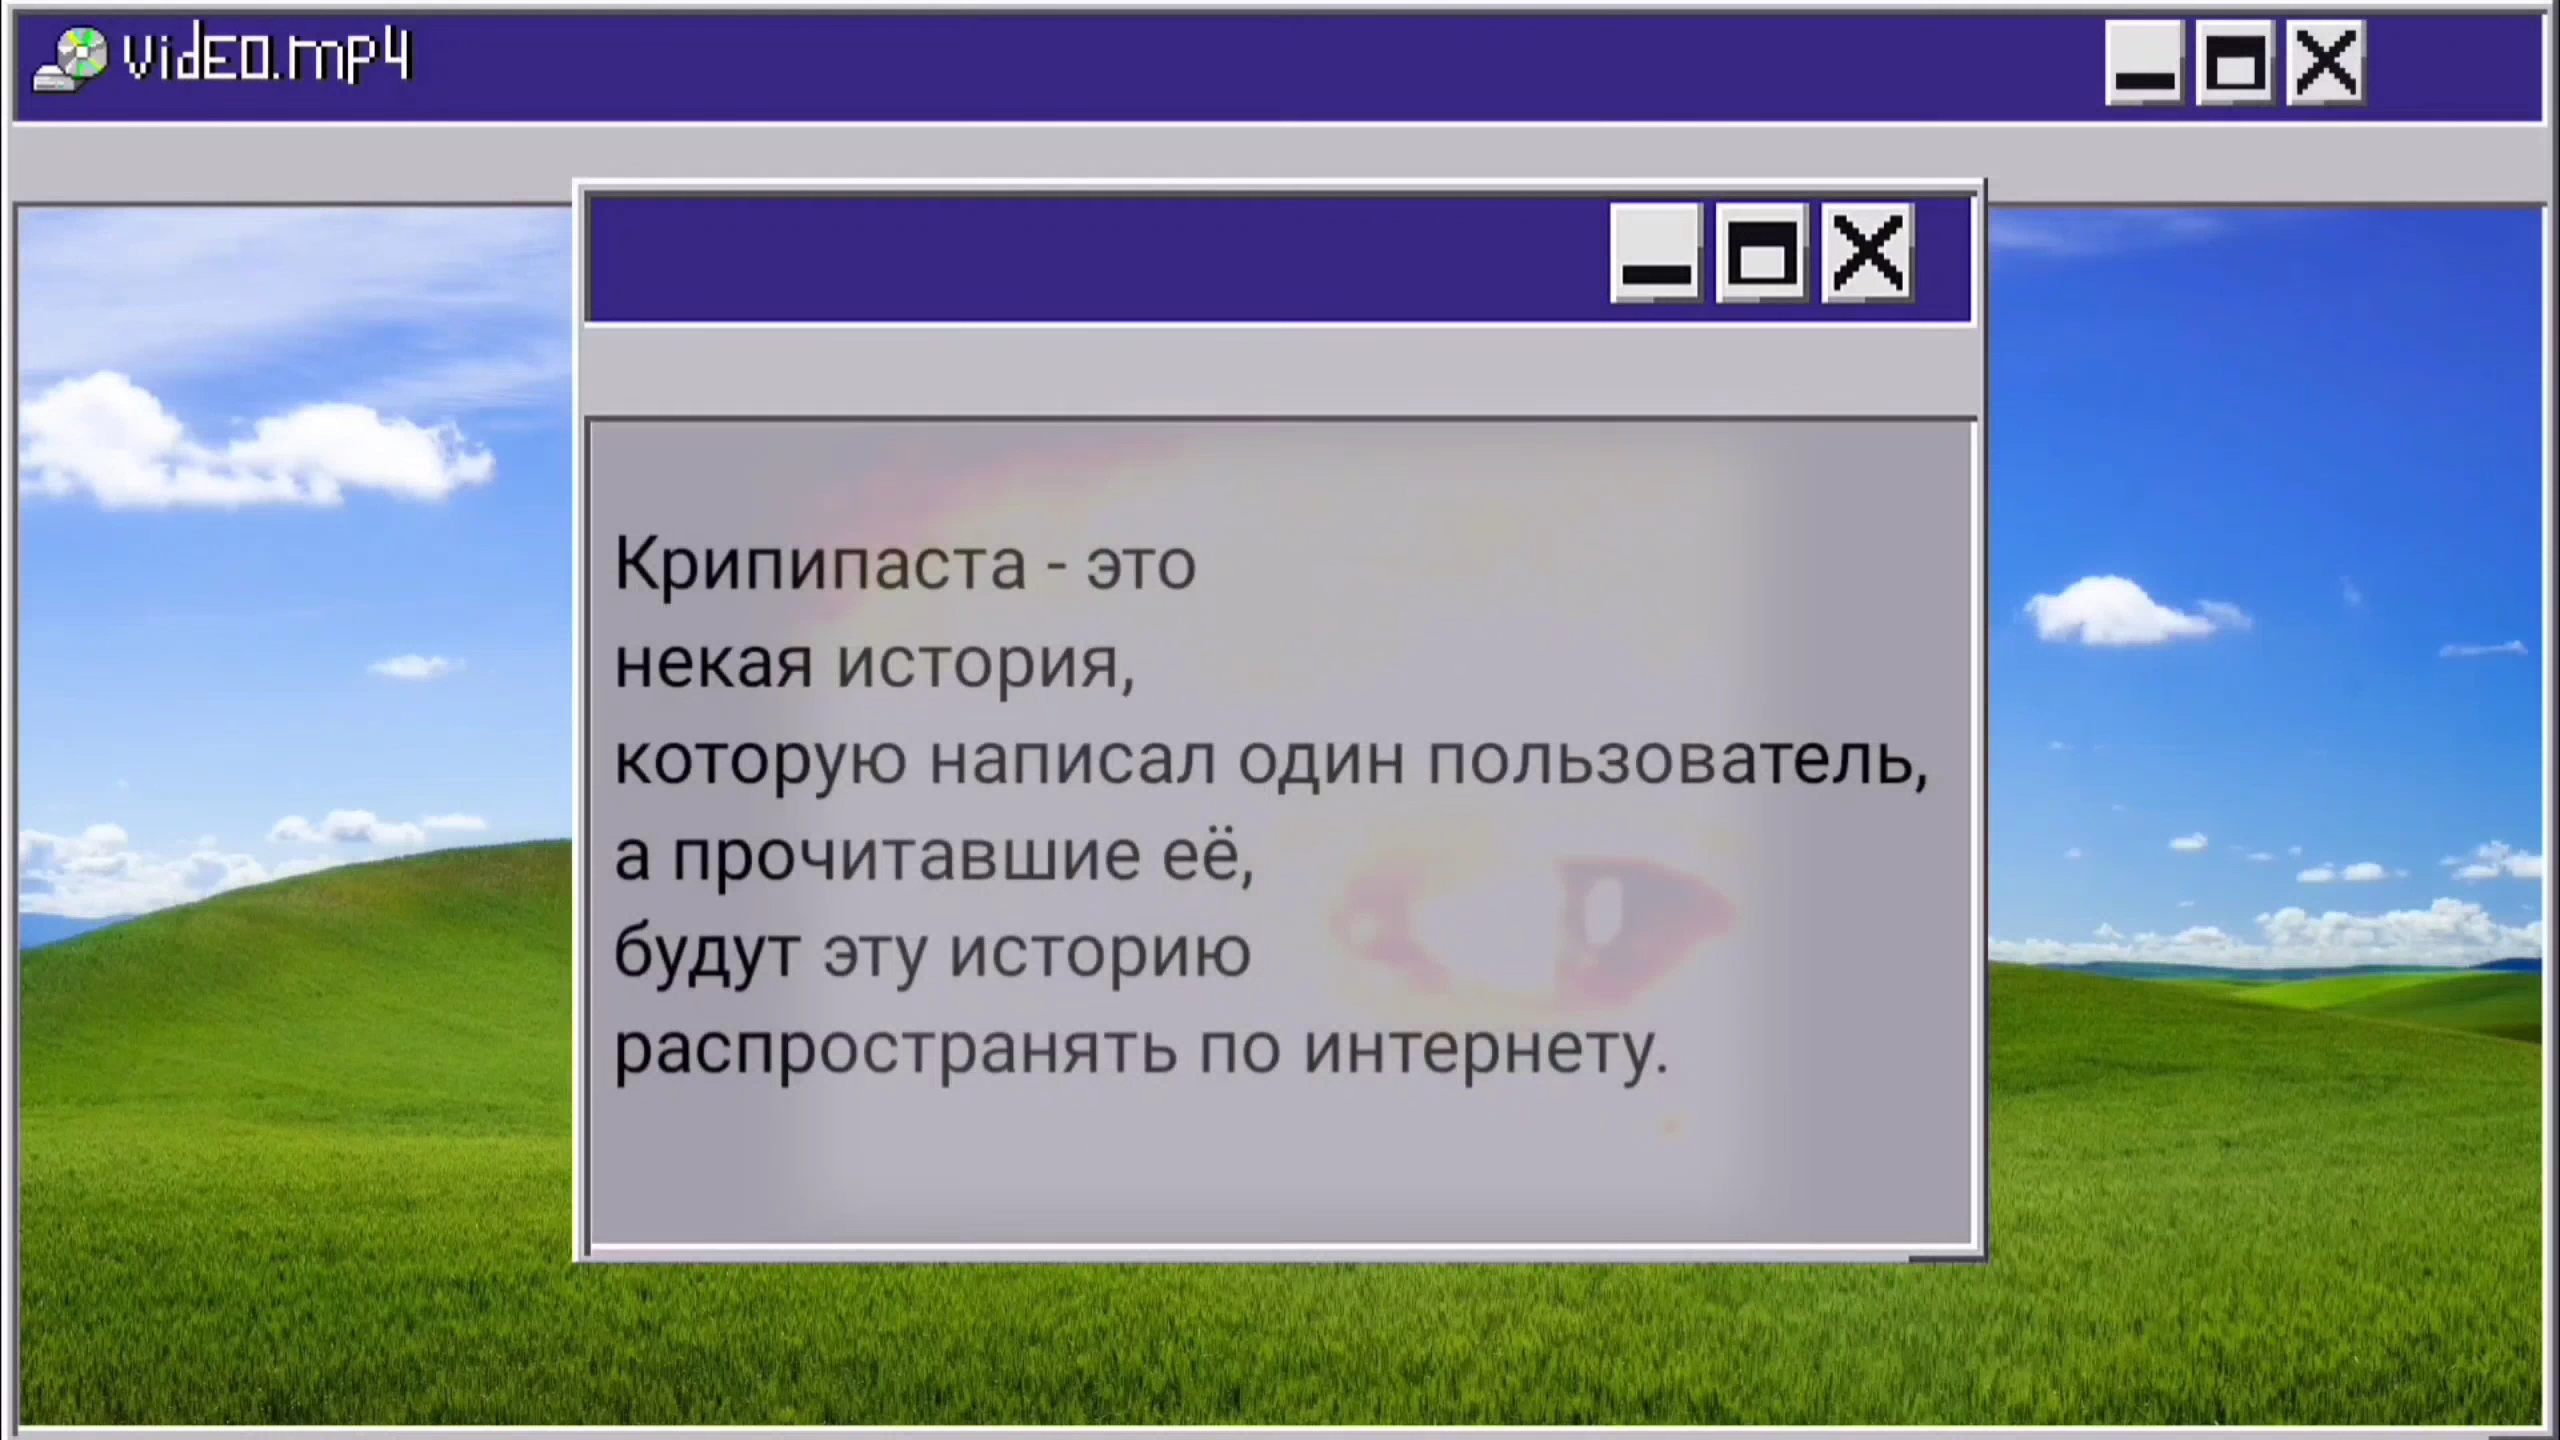 VidEO.mp4
Крипипаста - это
некая история,
которую написал один пользователь,
а прочитавшие её,
будут эту историю
распространять по интернету.